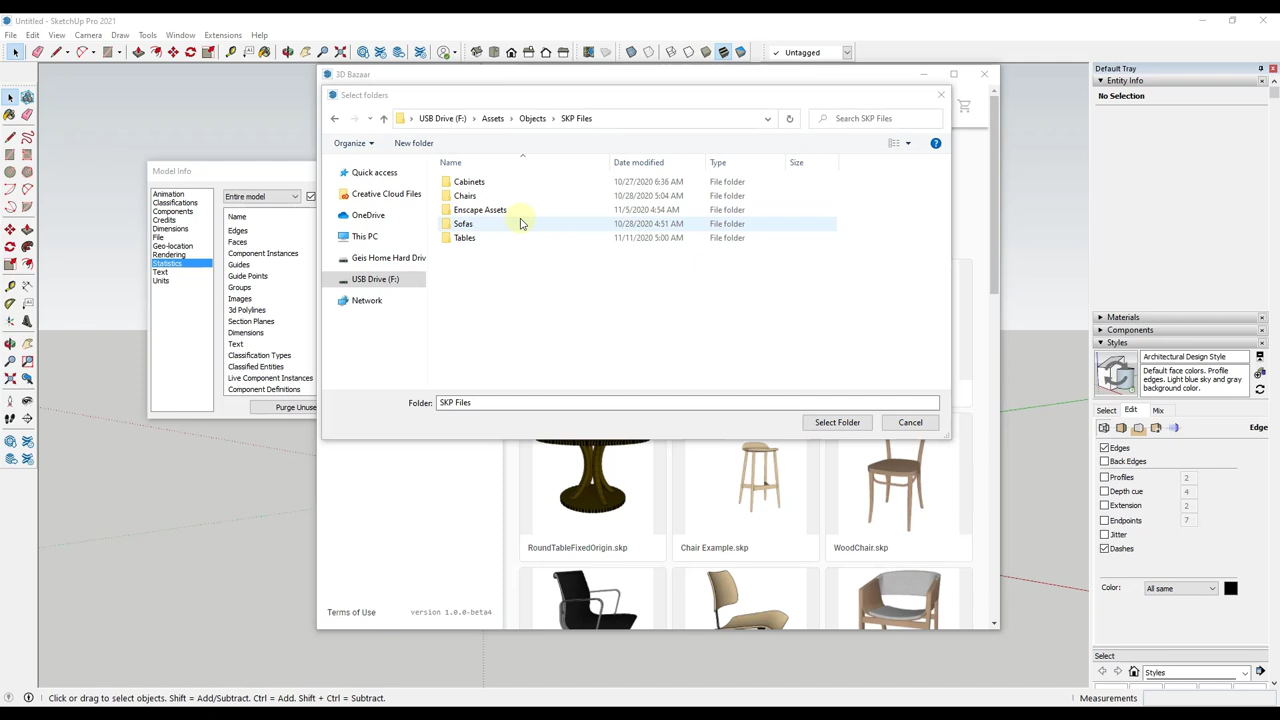 Untitled - SketchUp Pro 2021
File Edit View Camera Draw Tools Window Extensions Help
Untagged
3D Bazaar
Select folders
USB Drive (F:) > Assets > Objects > SKP Files
Search SKP Files
Organize New folder
Name Date modified Type Size
Quick access
Creative Cloud Files
OneDrive
This PC
Geis Home Hard Driv
USB Drive (F:)
Network
Cabinets 10/27/2020 6:36 AM File folder
Chairs 10/28/2020 5:04 AM File folder
Enscape Assets 11/5/2020 4:54 AM File folder
Sofas 10/28/2020 4:51 AM File folder
Tables 11/11/2020 5:00 AM File folder
Folder: SKP Files
Select Folder Cancel
Model Info
Animation
Classifications
Components
Credits
Dimensions
File
Geo-location
Rendering
Statistics
Text
Units
Entire model
Name
Edges
Faces
Component Instances
Guides
Guide Points
Groups
Images
3d Polylines
Section Planes
Dimensions
Text
Classification Types
Classified Entities
Live Component Instances
Component Definitions
Purge Unuse
RoundTableFixedOrigin.skp Chair Example.skp WoodChair.skp
Terms of Use version 1.0.0-beta4
Default Tray
Entity Info
No Selection
Materials
Components
Styles
Architectural Design Style
Default face colors. Profile
edges. Light blue sky and gray
background color.
Select Edit Mix
Edge
Edges
Back Edges
Profiles 2
Depth cue 4
Extension 2
Endpoints 7
Jitter
Dashes
Color: All same
Select
Styles
Click or drag to select objects. Shift = Add/Subtract. Ctrl = Add. Shift + Ctrl = Subtract.
Measurements